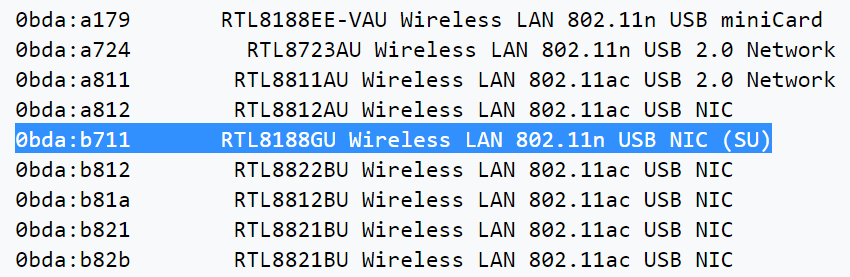 0bda:a179 RTL8188EE-VAU Wireless LAN 802.11n USB miniCard
0bda:a724 RTL8723AU Wireless LAN 802.11n USB 2.0 Network
0bda:a811 RTL8811AU Wireless LAN 802.11ac USB 2.0 Network
0bda:a812 RTL8812AU Wireless LAN 802.11ac USB NIC
0bda:b711 RTL8188GU Wireless LAN 802.11n USB NIC (SU)
0bda:b812 RTL8822BU Wireless LAN 802.11ac USB NIC
0bda:b81a RTL8812BU Wireless LAN 802.11ac USB NIC
0bda:b821 RTL8821BU Wireless LAN 802.11ac USB NIC
0bda:b82b RTL8821BU Wireless LAN 802.11ac USB NIC